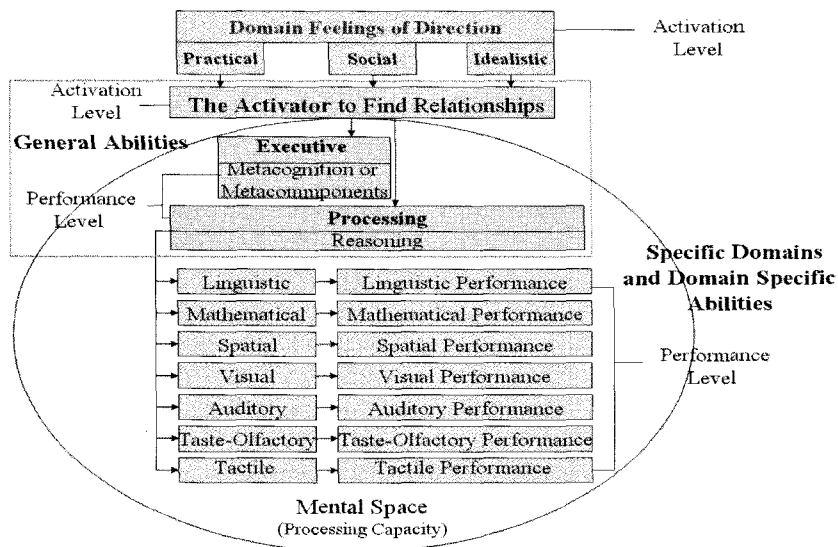 Domain Feelings of Direction
Practical
Social
Idealistic
Activation
Level
Activation
Level
The Activator to Find Relationships
General Abilities
Executive
Metacognition or
Metacommponents
Performance
Level
Processing
Reasoning
Specific Domains
and Domain Specific
Abilities
Linguistic
Linguistic Performance
Mathematical
Mathematical Performance
Spatial
Spatial Performance
Performance
Level
Visual
Visual Performance
Auditory
Auditory Performance
Taste-Olfactory
Taste-Olfactory Performance
Tactile
Tactile Performance
Mental Space
(Processing Capacity)